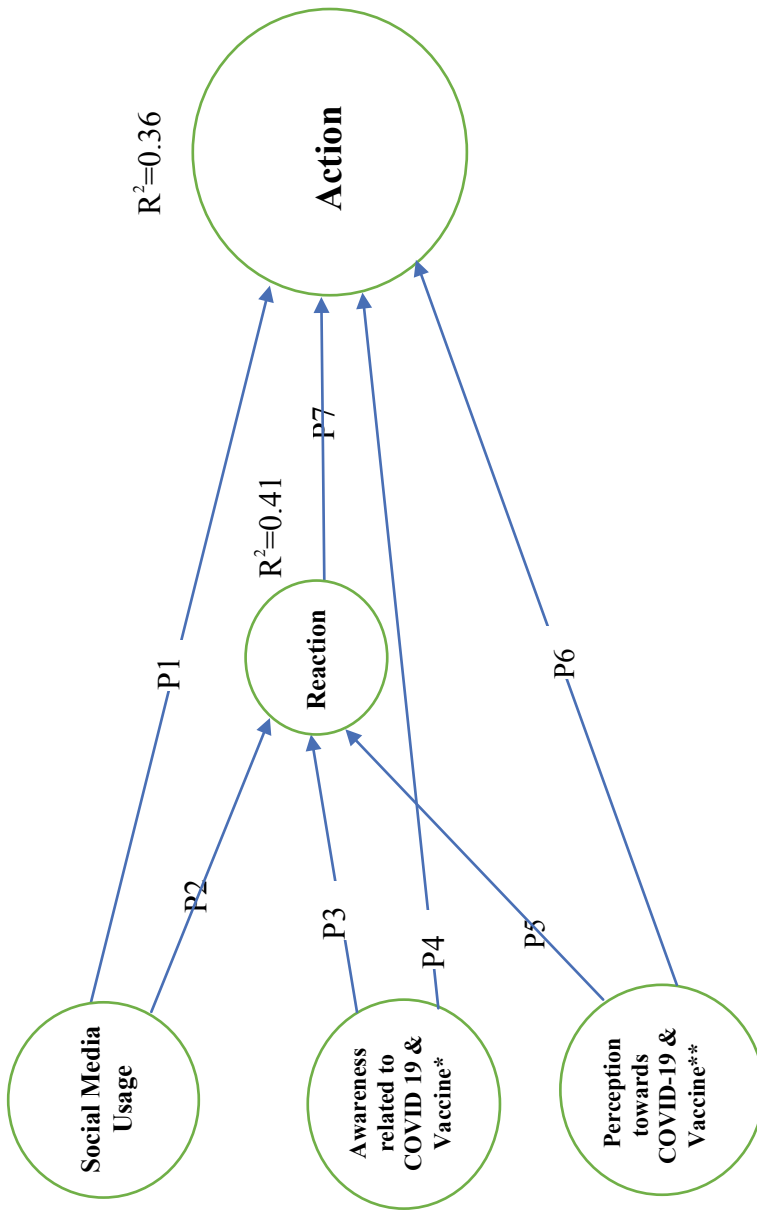 Social Media
Usage
Awareness
related to
COVID 19 &
Vaccine*
Perception
towards
COVID-19 &
Vaccine**
P1
P2
P3
P4
P5
P6
Reaction
R²=0.41
P7
Action
R²=0.36